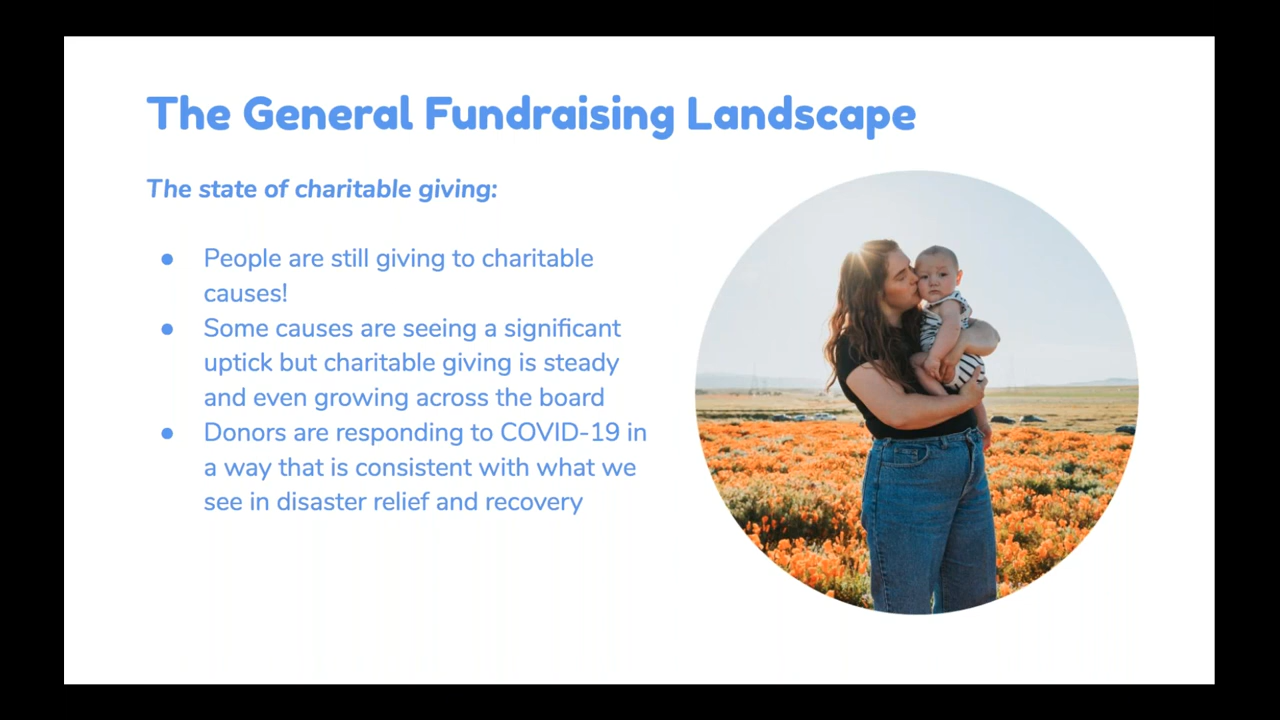 The General Fundraising Landscape
The state of charitable giving:
● People are still giving to charitable
causes!
● Some causes are seeing a significant
uptick but charitable giving is steady
and even growing across the board
● Donors are responding to COVID-19 in
a way that is consistent with what we
see in disaster relief and recovery